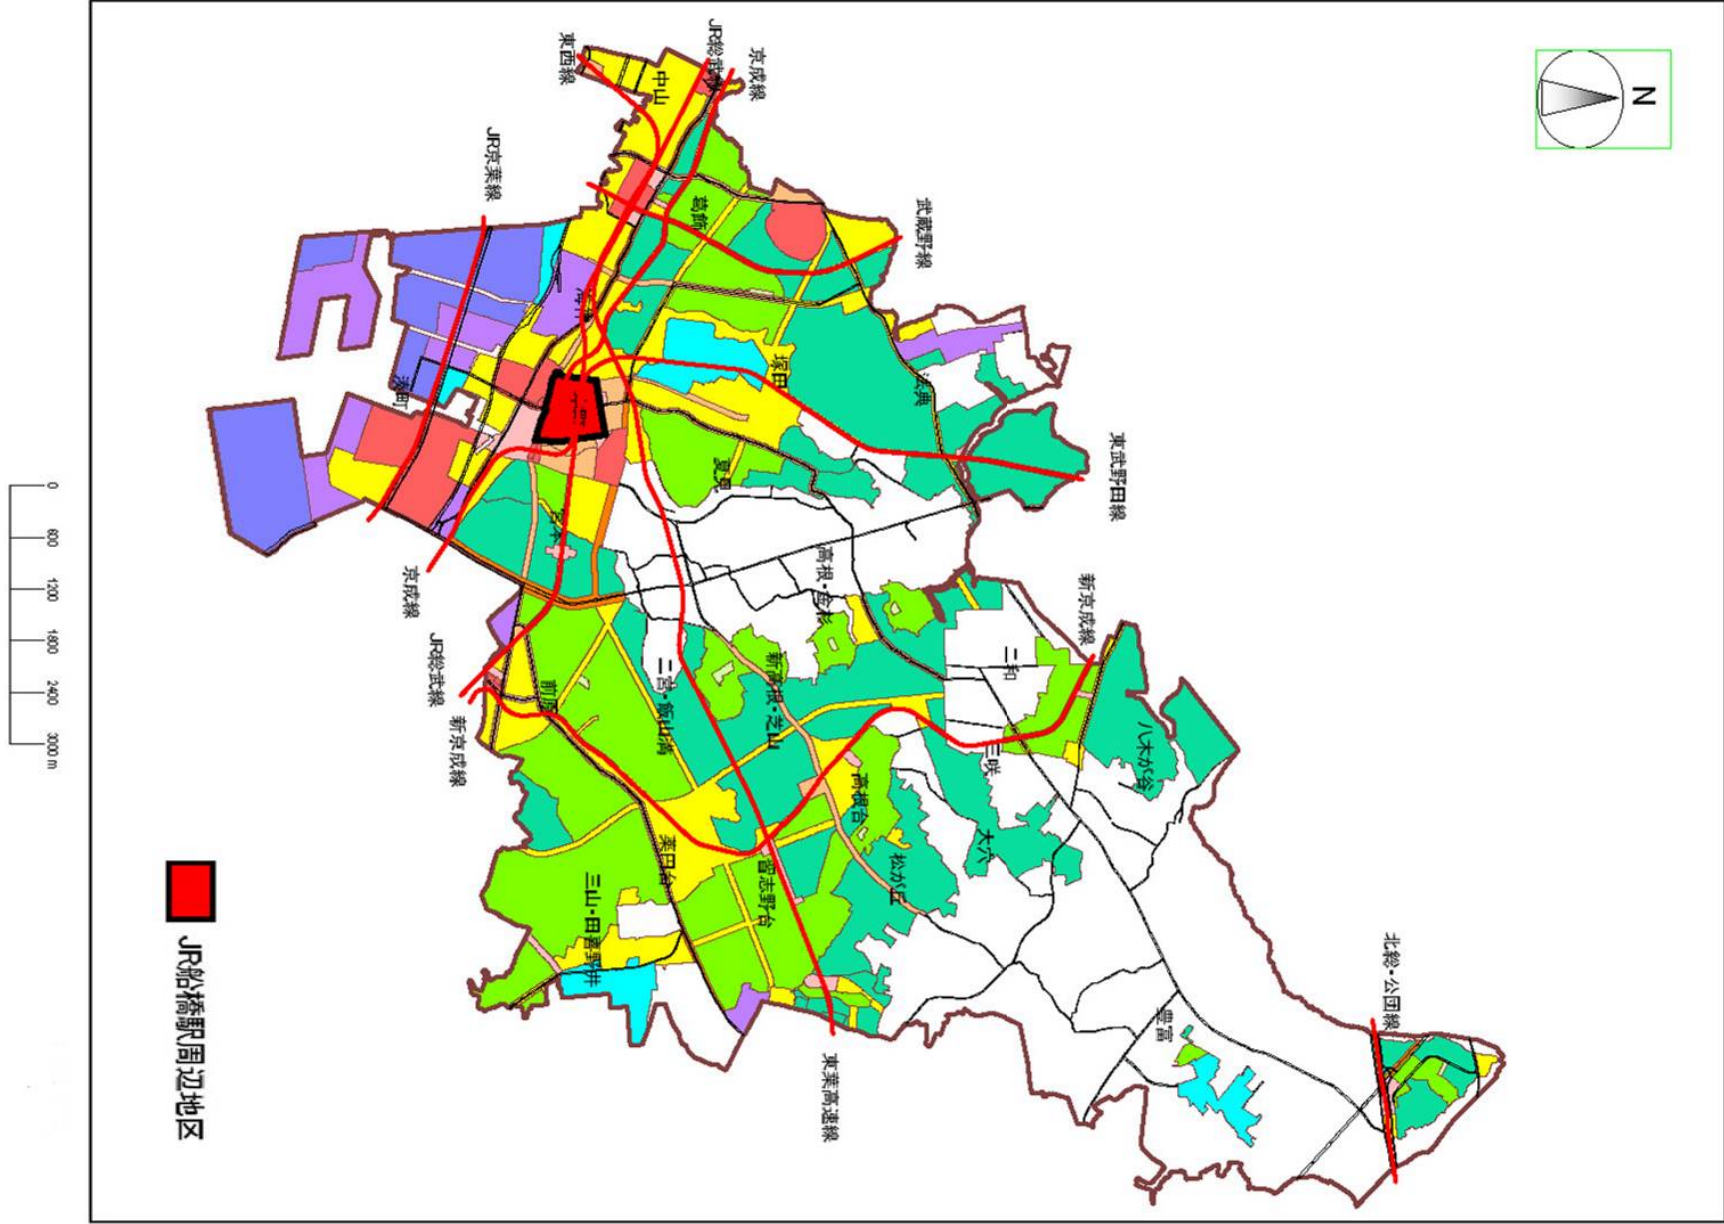 N
東西線
JR総武線
京成線
中山
JR京葉線
葛飾
武蔵野線
塚田
法典
湊町
夏見
東武野田線
宮本
高根・金杉
京成線
新京成線
JR総武線
二和
前原
二宮・飯山満
新高根・芝山
新京成線
三咲
八木が谷
高根台
大穴
薬円台
習志野台
松が丘
三山・田喜野井
北総・公団線
豊富
東葉高速線
0
600
1200
1800
2400
3000 m
JR船橋駅周辺地区